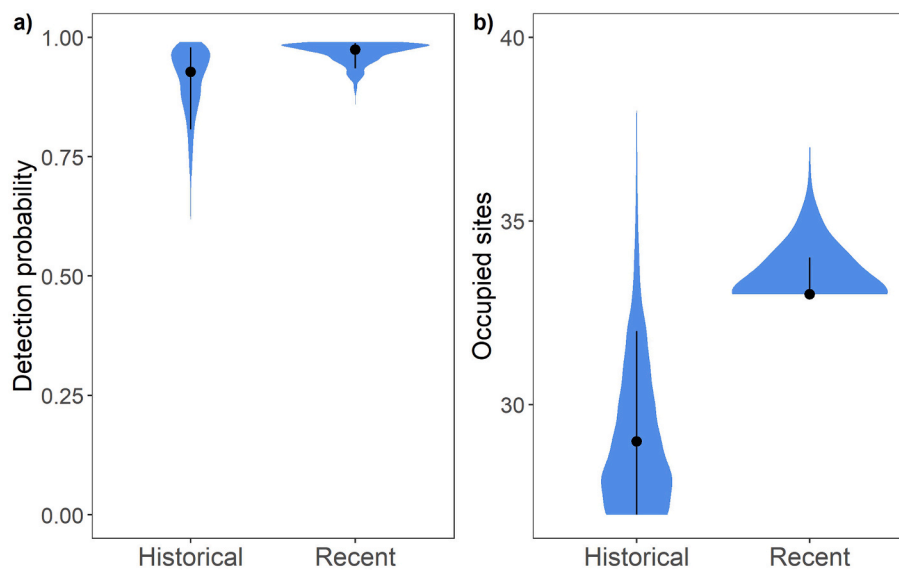 a)
Detection probability
1.00
0.75
0.50
0.25
0.00
Historical Recent
b)
Occupied sites
40
35
30
Historical Recent